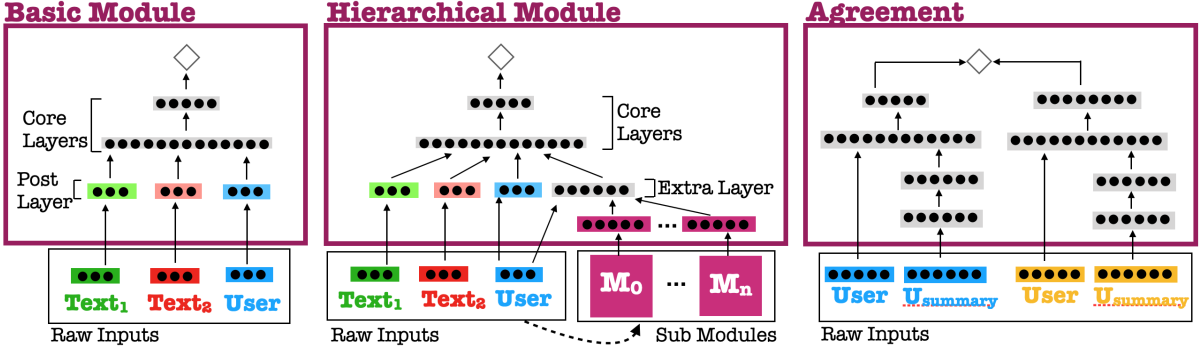 Basic Module
Core
Layers
Post
Layer
Text1
Text2
User
Raw Inputs
Hierarchical Module
Core
Layers
Extra Layer
...
Text1
Text2
User
M0
...
Mn
Raw Inputs
Sub Modules
Agreement
User
Usummary
User
Usummary
Raw Inputs